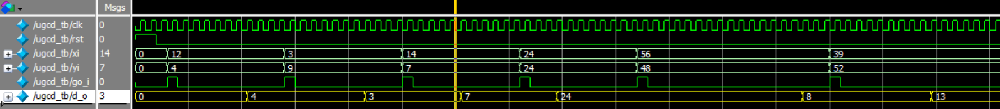 Msgs
/ugcd_tb/clk 0
/ugcd_tb/rst 0
/ugcd_tb/xi 14 0 12 3 14 24 56 39
/ugcd_tb/yi 7 0 4 9 7 24 48 52
/ugcd_tb/go_i 0
/ugcd_tb/d_o 3 0 4 3 7 24 8 13